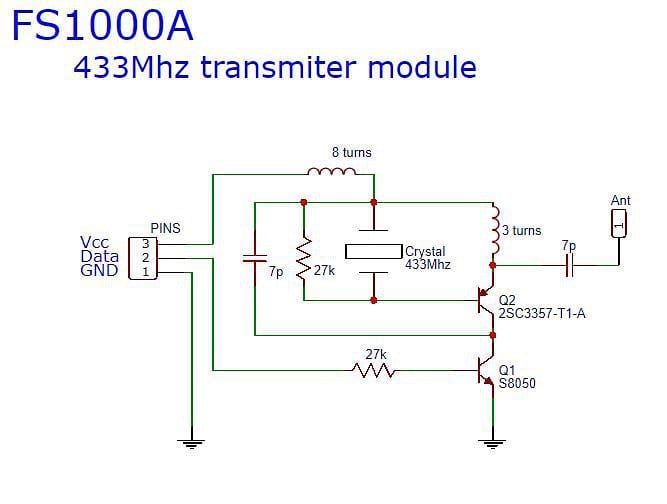 FS1000A
433Mhz transmiter module
8 turns
Ant
1
PINS
Vcc 3
Data 2
GND 1
7p
27k
Crystal
433Mhz
3 turns
7p
Q2
2SC3357-T1-A
27k
Q1
S8050